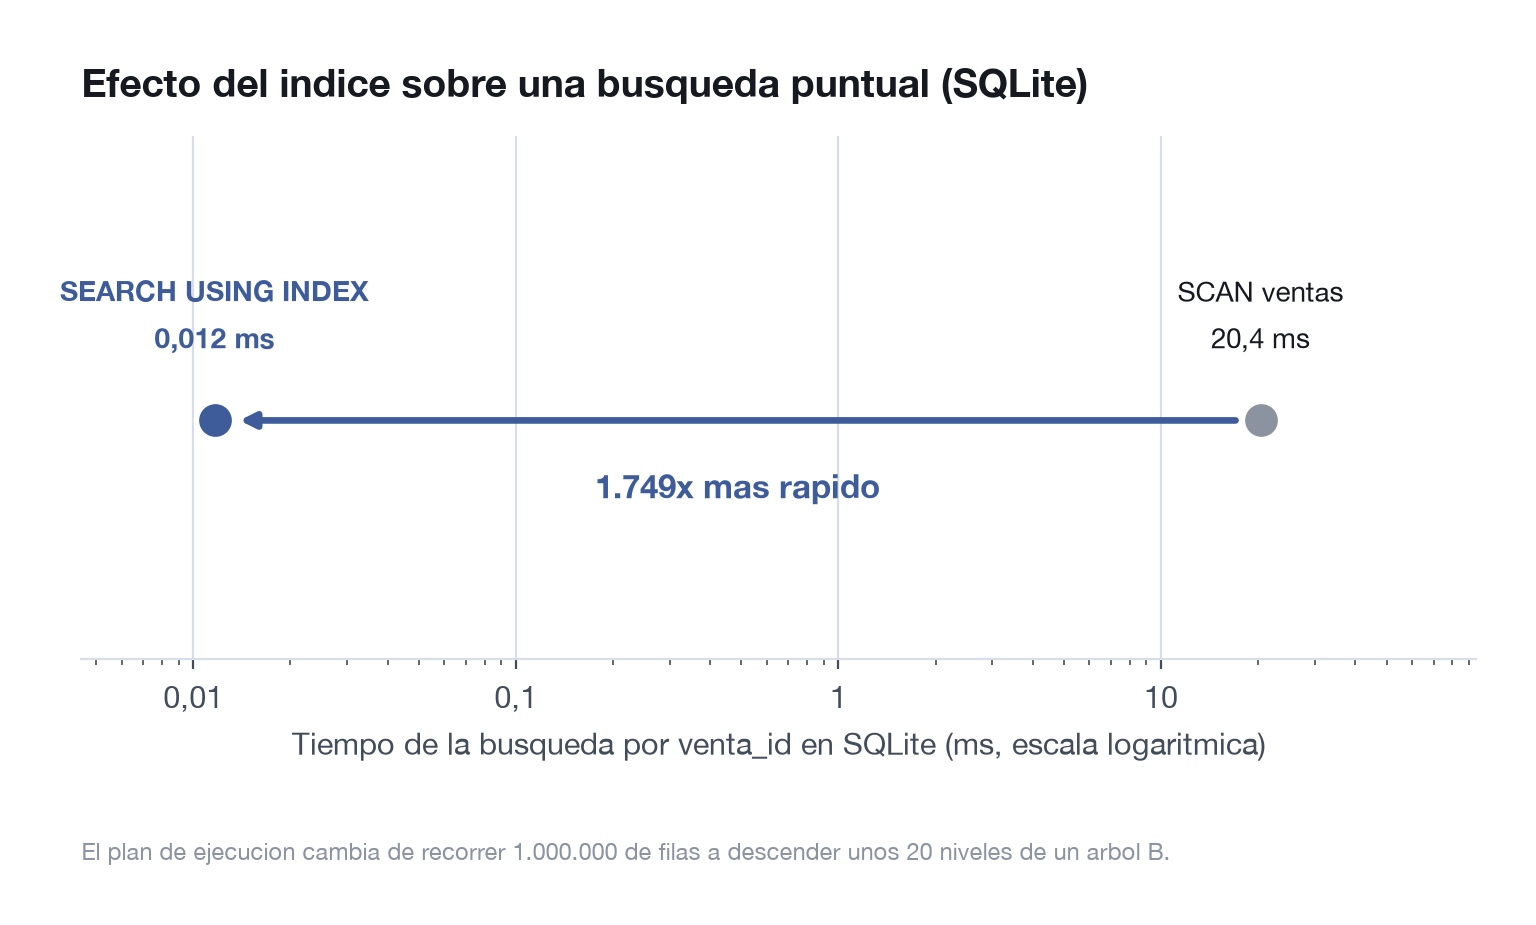 Efecto del indice sobre una busqueda puntual (SQLite)
SEARCH USING INDEX
0,012 ms
SCAN ventas
20,4 ms
1.749x mas rapido
0,01
0,1
1
10
Tiempo de la busqueda por venta_id en SQLite (ms, escala logaritmica)
El plan de ejecucion cambia de recorrer 1.000.000 de filas a descender unos 20 niveles de un arbol B.